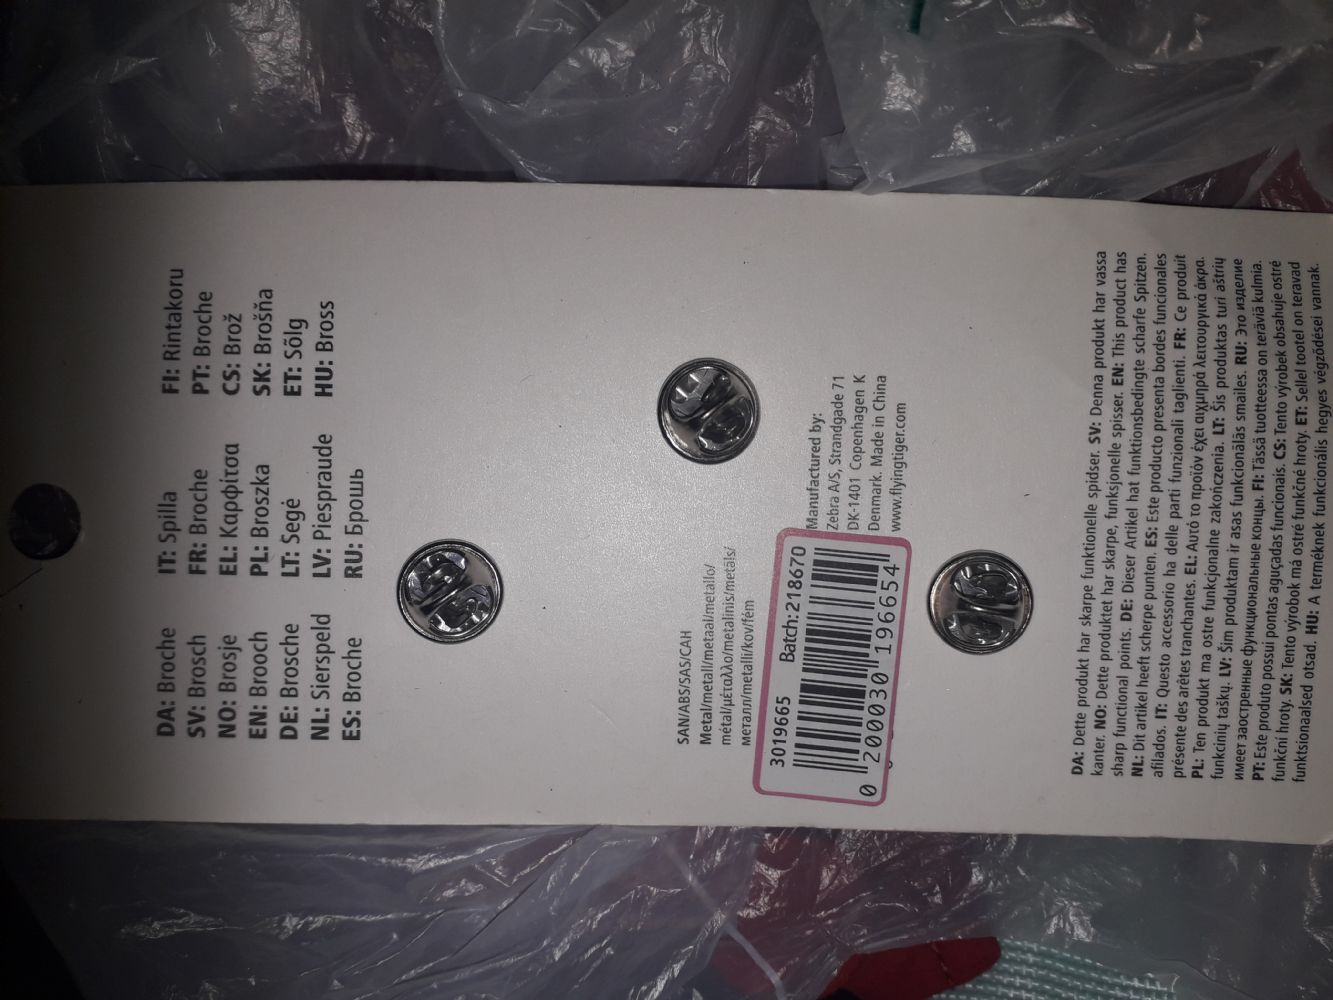 DA: Broche
SV: Brosch
NO: Brosje
EN: Brooch
DE: Brosche
NL: Sierspeld
ES: Broche
IT: Spilla
FR: Broche
EL: Καρφίτσα
PL: Broszka
LT: Segė
LV: Piespraude
RU: Брошь
FI: Rintakoru
PT: Broche
CS: Brož
SK: Brošňa
ET: Sõlg
HU: Bross
SAN/ABS/SAS/CAH
Metal/metall/metaal/metallo/
métal/μέταλλο/metalinis/metāls/
металл/metalli/kov/fém
Manufactured by:
Zebra A/S, Strandgade 71
DK-1401 Copenhagen K
Denmark. Made in China
www.flyingtiger.com
3019665 Batch:218670
0 200030 196654
DA: Dette produkt har skarpe funktionelle spidser. SV: Denna produkt har vassa
kanter. NO: Dette produktet har skarpe, funksjonelle spisser. EN: This product has
sharp functional points. DE: Dieser Artikel hat funktionsbedingte scharfe Spitzen.
NL: Dit artikel heeft scherpe punten. ES: Este producto presenta bordes funcionales
afilados. IT: Questo accessorio ha delle parti funzionali taglienti. FR: Ce produit
présente des arêtes tranchantes. EL: Αυτό το προϊόν έχει αιχμηρά λειτουργικά άκρα.
PL: Ten produkt ma ostre funkcjonalne zakończenia. LT: Šis produktas turi aštrių
funkcinių taškų. LV: Šim produktam ir asas funkcionālās smailes. RU: Это изделие
имеет заостренные функциональные концы. FI: Tässä tuotteessa on teräviä kulmia.
PT: Este produto possui pontas aguçadas funcionais. CS: Tento výrobek obsahuje ostré
funkční hroty. SK: Tento výrobok má ostré funkčné hroty. ET: Sellel tootel on teravad
funktsionaalsed otsad. HU: A terméknek funkcionális hegyes végződései vannak.